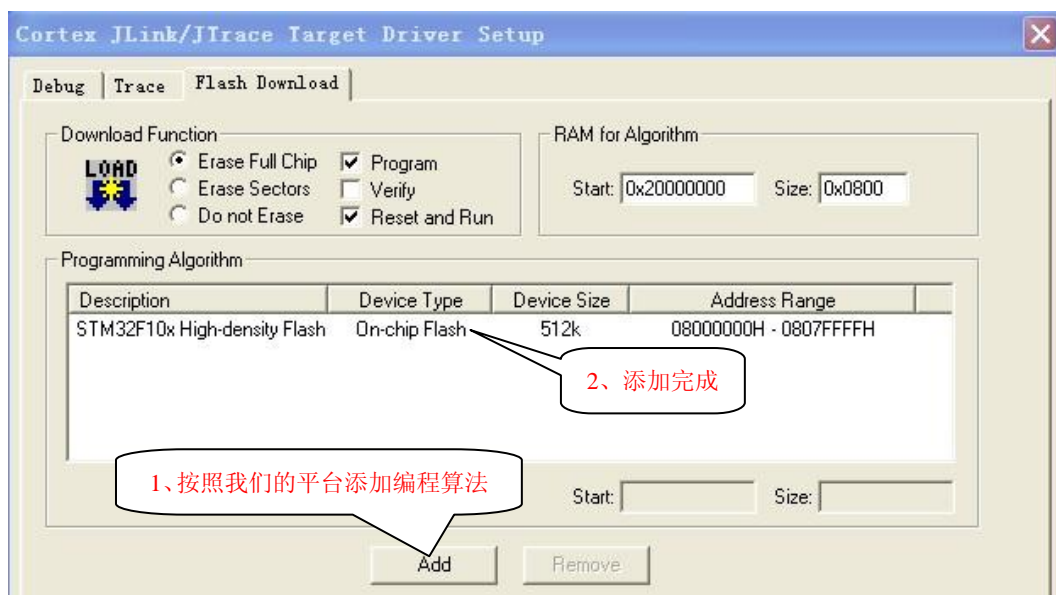 Cortex JLink/JTrace Target Driver Setup
Debug Trace Flash Download
Download Function
LOAD
Erase Full Chip
Erase Sectors
Do not Erase
Program
Verify
Reset and Run
RAM for Algorithm
Start: 0x20000000 Size: 0x0800
Programming Algorithm
Description Device Type Device Size Address Range
STM32F10x High-density Flash On-chip Flash 512k 08000000H - 0807FFFFH
2、添加完成
1、按照我们的平台添加编程算法
Start: Size:
Add Remove